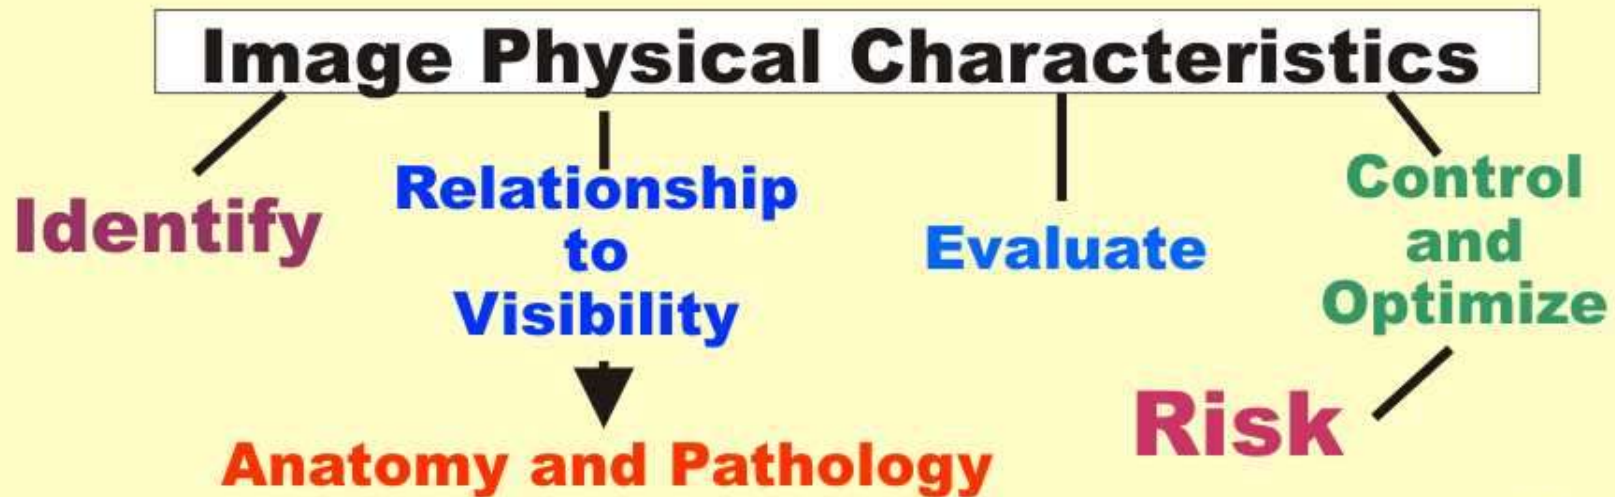 Image Physical Characteristics
Identify
Relationship
to
Visibility
Anatomy and Pathology
Evaluate
Control
and
Optimize
Risk